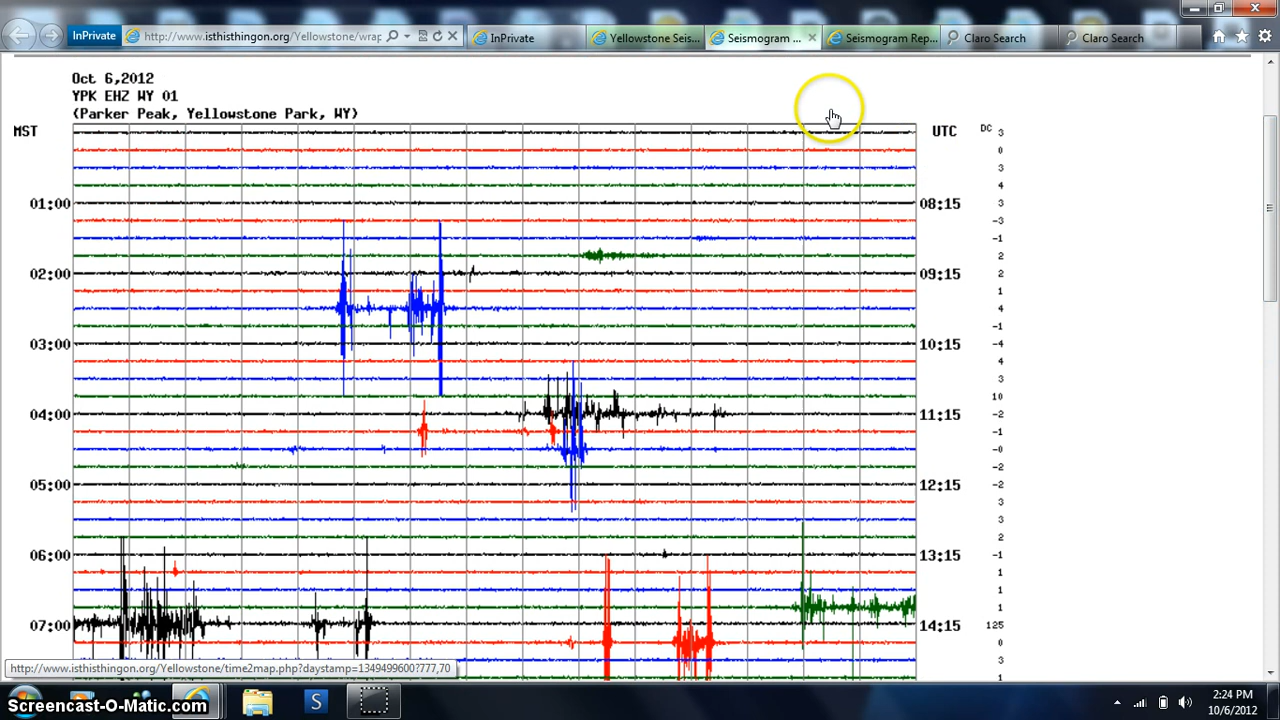 InPrivate
http://www.isthisthingon.org/Yellowstone/wrap
InPrivate
Yellowstone Seis...
Seismogram ...
Seismogram Rep...
Claro Search
Claro Search
Oct 6,2012
YPK EHZ WY 01
(Parker Peak, Yellowstone Park, WY)
MST UTC DC 3
0
3
4
01:00 08:15 3
-3
-1
2
02:00 09:15 2
1
4
-1
03:00 10:15 -4
4
3
10
04:00 11:15 -2
-1
-0
-2
05:00 12:15 -2
3
3
2
06:00 13:15 -1
1
1
1
07:00 14:15 125
0
3
1
http://www.isthisthingon.org/Yellowstone/time2map.php?daystamp=1349499600?777,70
S
2:24 PM
10/6/2012
Screencast-O-Matic.com